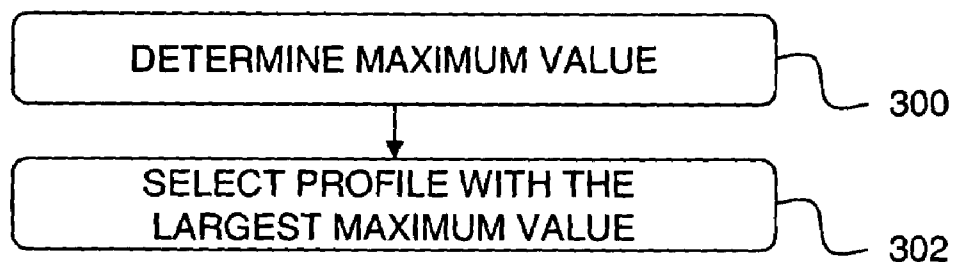 DETERMINE MAXIMUM VALUE
300
SELECT PROFILE WITH THE
LARGEST MAXIMUM VALUE
302